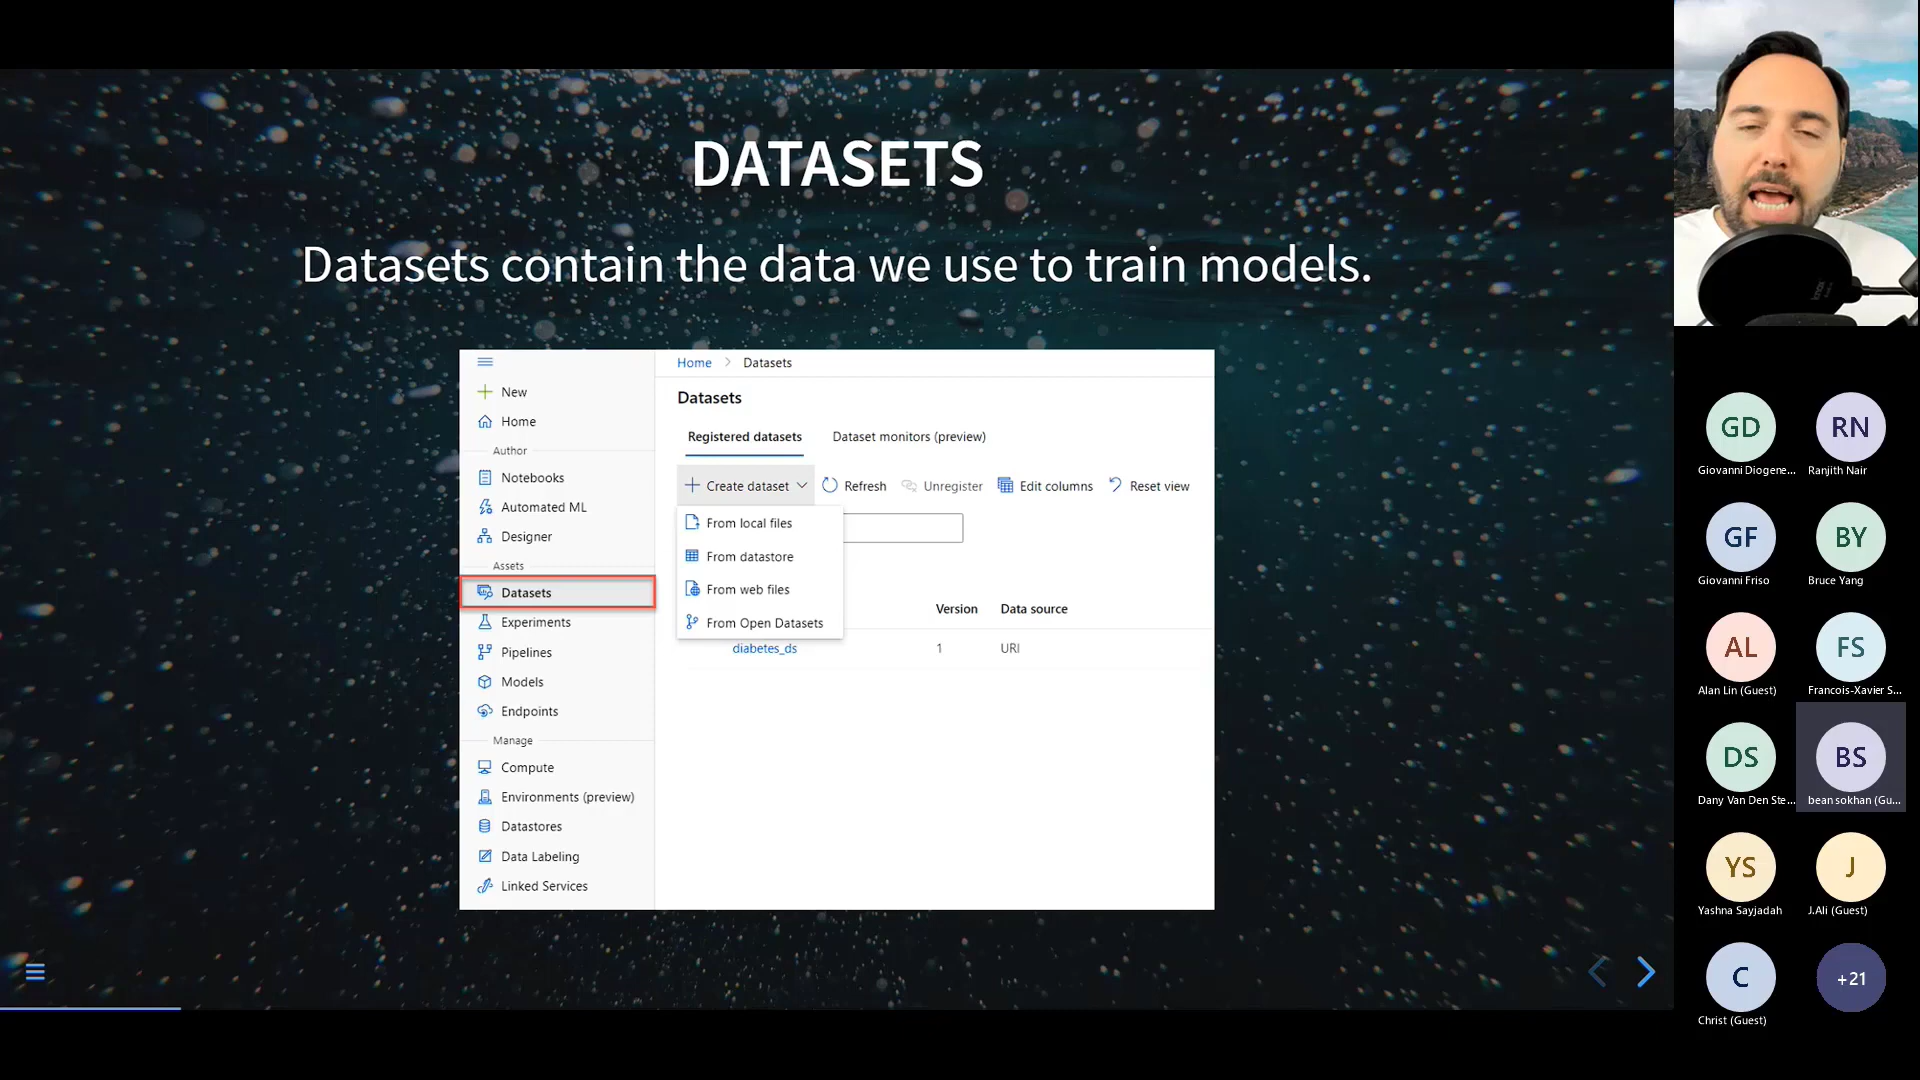 DATASETS
Datasets contain the data we use to train models.
New
Home
Author
Notebooks
Automated ML
Designer
Assets
Datasets
Experiments
Pipelines
Models
Endpoints
Manage
Compute
Environments (preview)
Datastores
Data Labeling
Linked Services
Home > Datasets
Datasets
Registered datasets Dataset monitors (preview)
Create dataset Refresh Unregister Edit columns Reset view
From local files
From datastore
From web files
From Open Datasets
Version Data source
diabetes_ds 1 URI
GD RN
Giovanni Diogene... Ranjith Nair
GF BY
Giovanni Friso Bruce Yang
AL FS
Alan Lin (Guest) Francois-Xavier S...
DS BS
Dany Van Den Ste... bean sokhan (Gu...
YS J
Yashna Sayjadah J.Ali (Guest)
C +21
Christ (Guest)